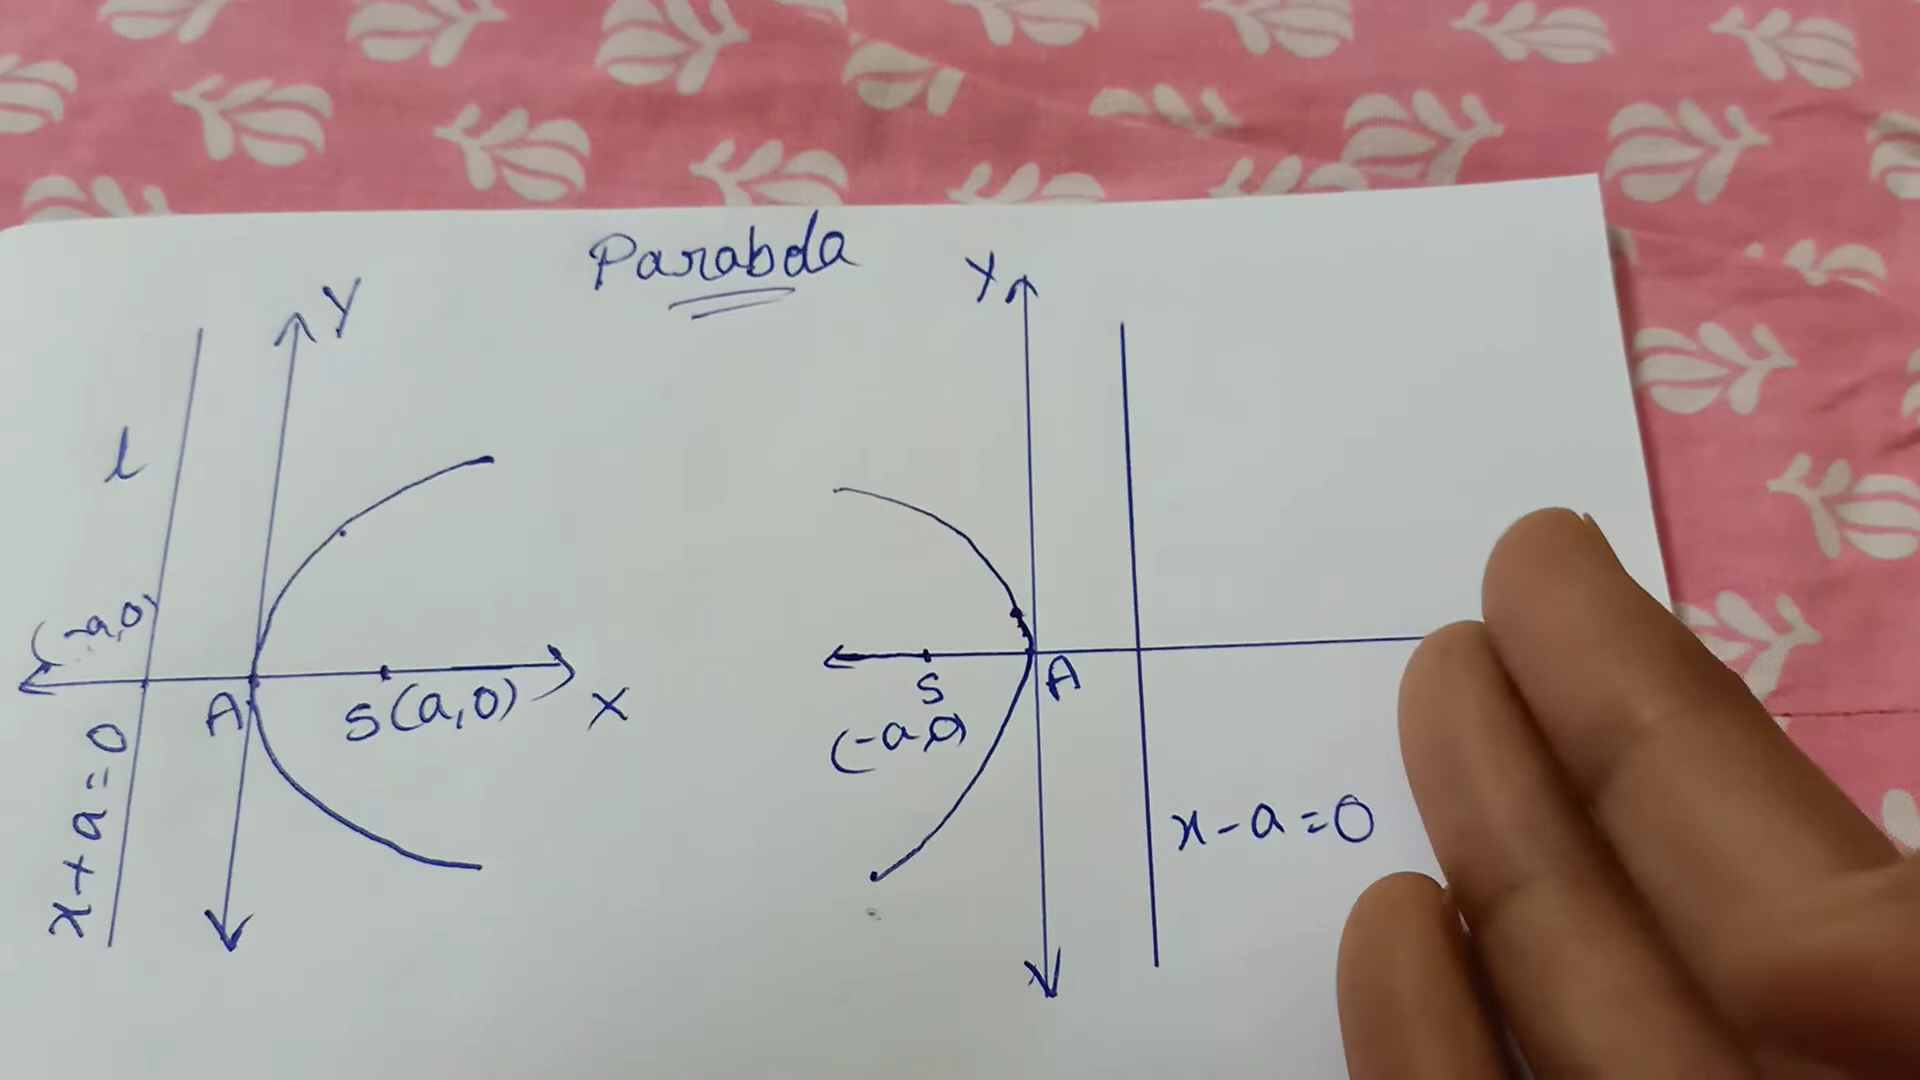 Parabola
Y
l
(-a,0)
A
S(a,0)
X
x+a=0
Y
S
(-a,0)
A
x-a=0